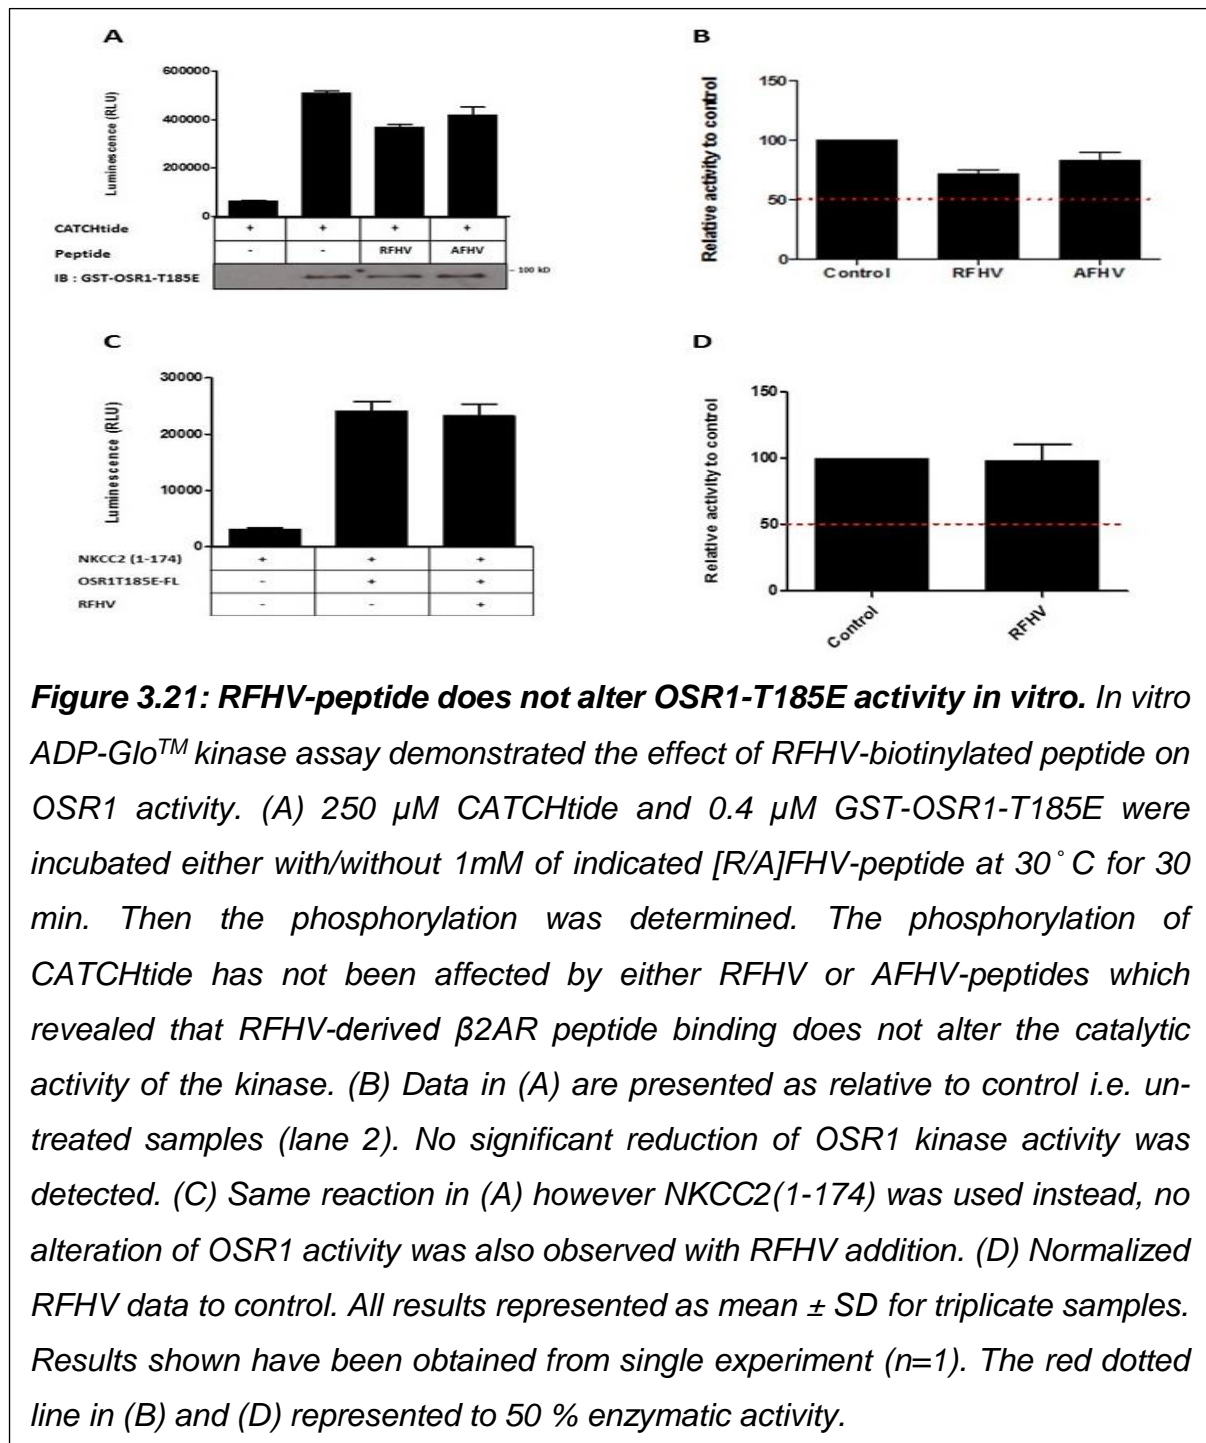 A
Luminescence (RLU)
600000
400000
200000
0
CATCHtide + + + +
Peptide - - RFHV AFHV
IB : GST-OSR1-T185E
- 100 kD
B
Relative activity to control
150
100
50
0
Control RFHV AFHV
C
Luminescence (RLU)
30000
20000
10000
0
NKCC2 (1-174) + + +
OSR1T185E-FL - + +
RFHV - - +
D
Relative activity to control
150
100
50
0
Control RFHV
Figure 3.21: RFHV-peptide does not alter OSR1-T185E activity in vitro. In vitro
ADP-Glo™ kinase assay demonstrated the effect of RFHV-biotinylated peptide on
OSR1 activity. (A) 250 µM CATCHtide and 0.4 µM GST-OSR1-T185E were
incubated either with/without 1mM of indicated [R/A]FHV-peptide at 30˚C for 30
min. Then the phosphorylation was determined. The phosphorylation of
CATCHtide has not been affected by either RFHV or AFHV-peptides which
revealed that RFHV-derived β2AR peptide binding does not alter the catalytic
activity of the kinase. (B) Data in (A) are presented as relative to control i.e. un-
treated samples (lane 2). No significant reduction of OSR1 kinase activity was
detected. (C) Same reaction in (A) however NKCC2(1-174) was used instead, no
alteration of OSR1 activity was also observed with RFHV addition. (D) Normalized
RFHV data to control. All results represented as mean ± SD for triplicate samples.
Results shown have been obtained from single experiment (n=1). The red dotted
line in (B) and (D) represented to 50 % enzymatic activity.